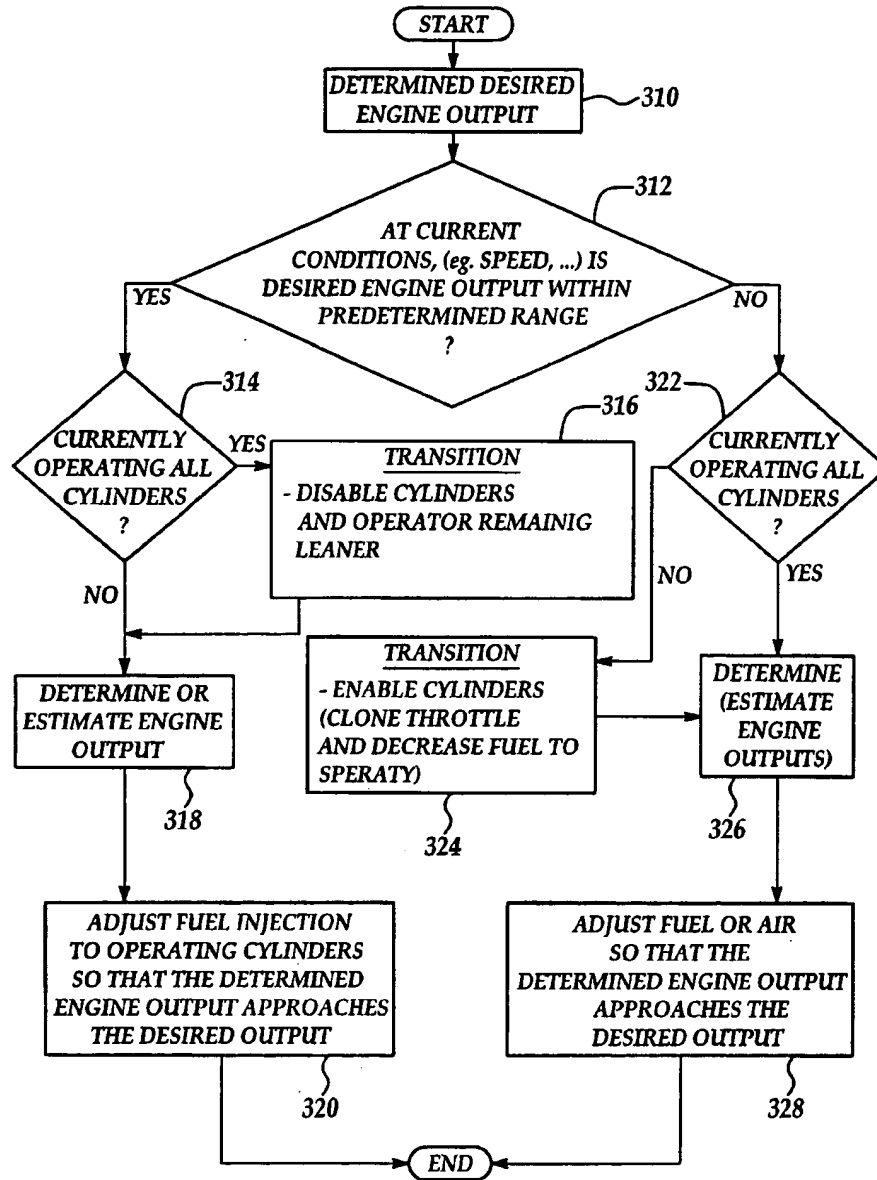 START
DETERMINED DESIRED
ENGINE OUTPUT
310
312
AT CURRENT
CONDITIONS, (eg. SPEED, ...) IS
DESIRED ENGINE OUTPUT WITHIN
PREDETERMINED RANGE
?
YES
NO
314
CURRENTLY
OPERATING ALL
CYLINDERS
?
YES
NO
316
TRANSITION
- DISABLE CYLINDERS
AND OPERATOR REMAINIG
LEANER
322
CURRENTLY
OPERATING ALL
CYLINDERS
?
NO
YES
TRANSITION
- ENABLE CYLINDERS
(CLONE THROTTLE
AND DECREASE FUEL TO
SPERATY)
324
DETERMINE OR
ESTIMATE ENGINE
OUTPUT
318
DETERMINE
(ESTIMATE
ENGINE
OUTPUTS)
326
ADJUST FUEL INJECTION
TO OPERATING CYLINDERS
SO THAT THE DETERMINED
ENGINE OUTPUT APPROACHES
THE DESIRED OUTPUT
320
ADJUST FUEL OR AIR
SO THAT THE
DETERMINED ENGINE OUTPUT
APPROACHES THE
DESIRED OUTPUT
328
END